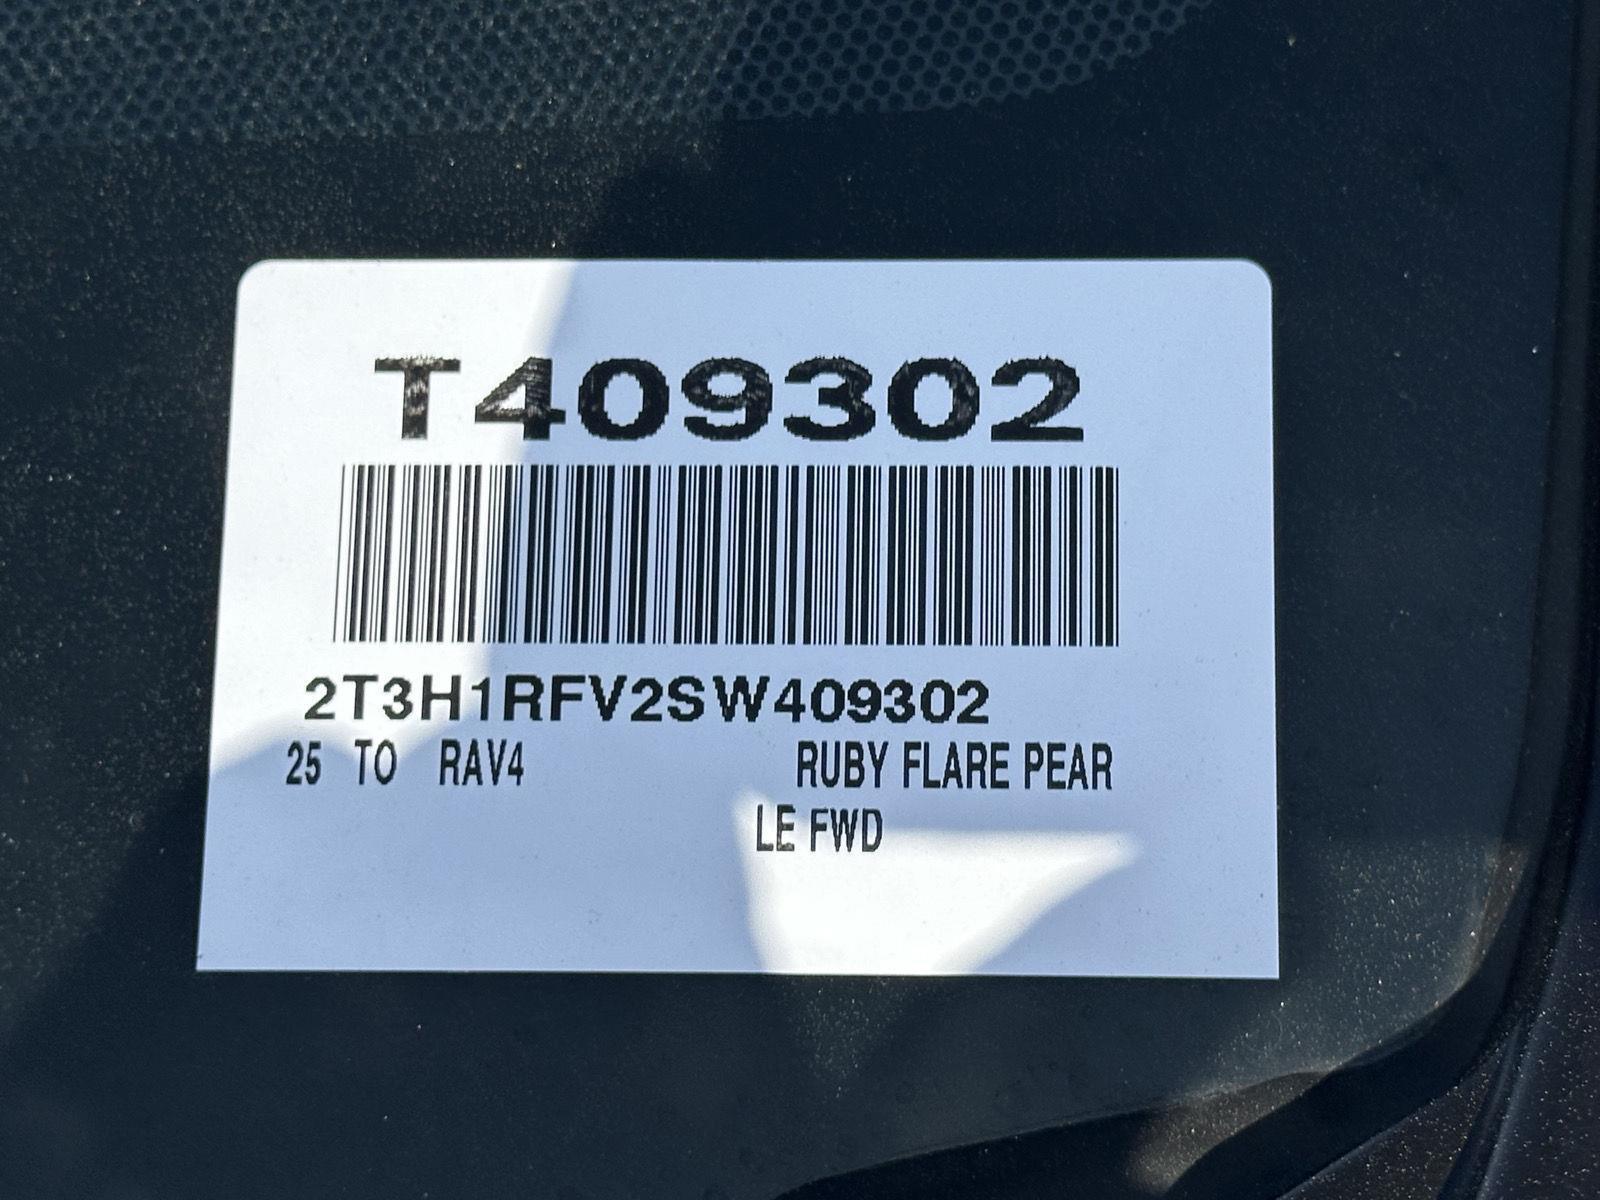 T409302
2T3H1RFV2SW409302
25 TO RAV4 RUBY FLARE PEAR
LE FWD